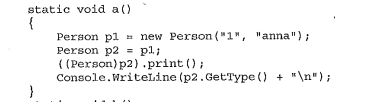 static void a()
{
Person p1 = new Person("1", "anna");
Person p2 = p1;
((Person)p2).print();
Console.WriteLine(p2.GetType() + "\n");
}